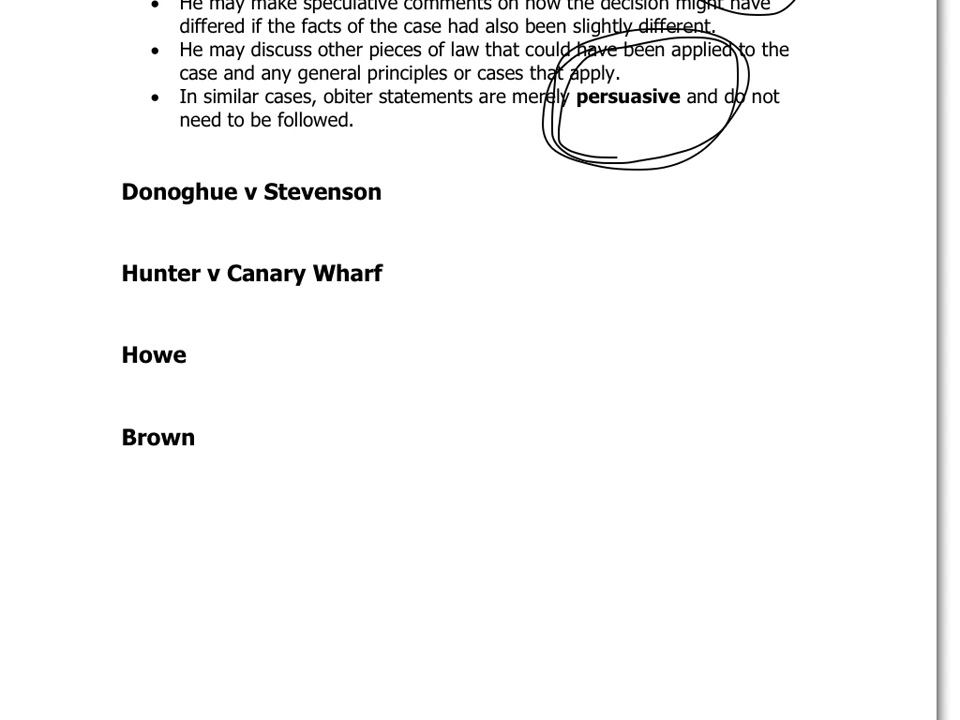 • He may make speculative comments on how the decision might have
differed if the facts of the case had also been slightly different.
• He may discuss other pieces of law that could have been applied to the
case and any general principles or cases that apply.
• In similar cases, obiter statements are merely persuasive and do not
need to be followed.
Donoghue v Stevenson
Hunter v Canary Wharf
Howe
Brown